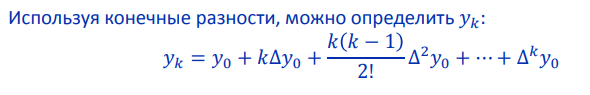 Используя конечные разности, можно определить yₖ:
yₖ = y₀ + kΔy₀ + k(k − 1)/2! Δ²y₀ + ⋯ + Δᵏy₀